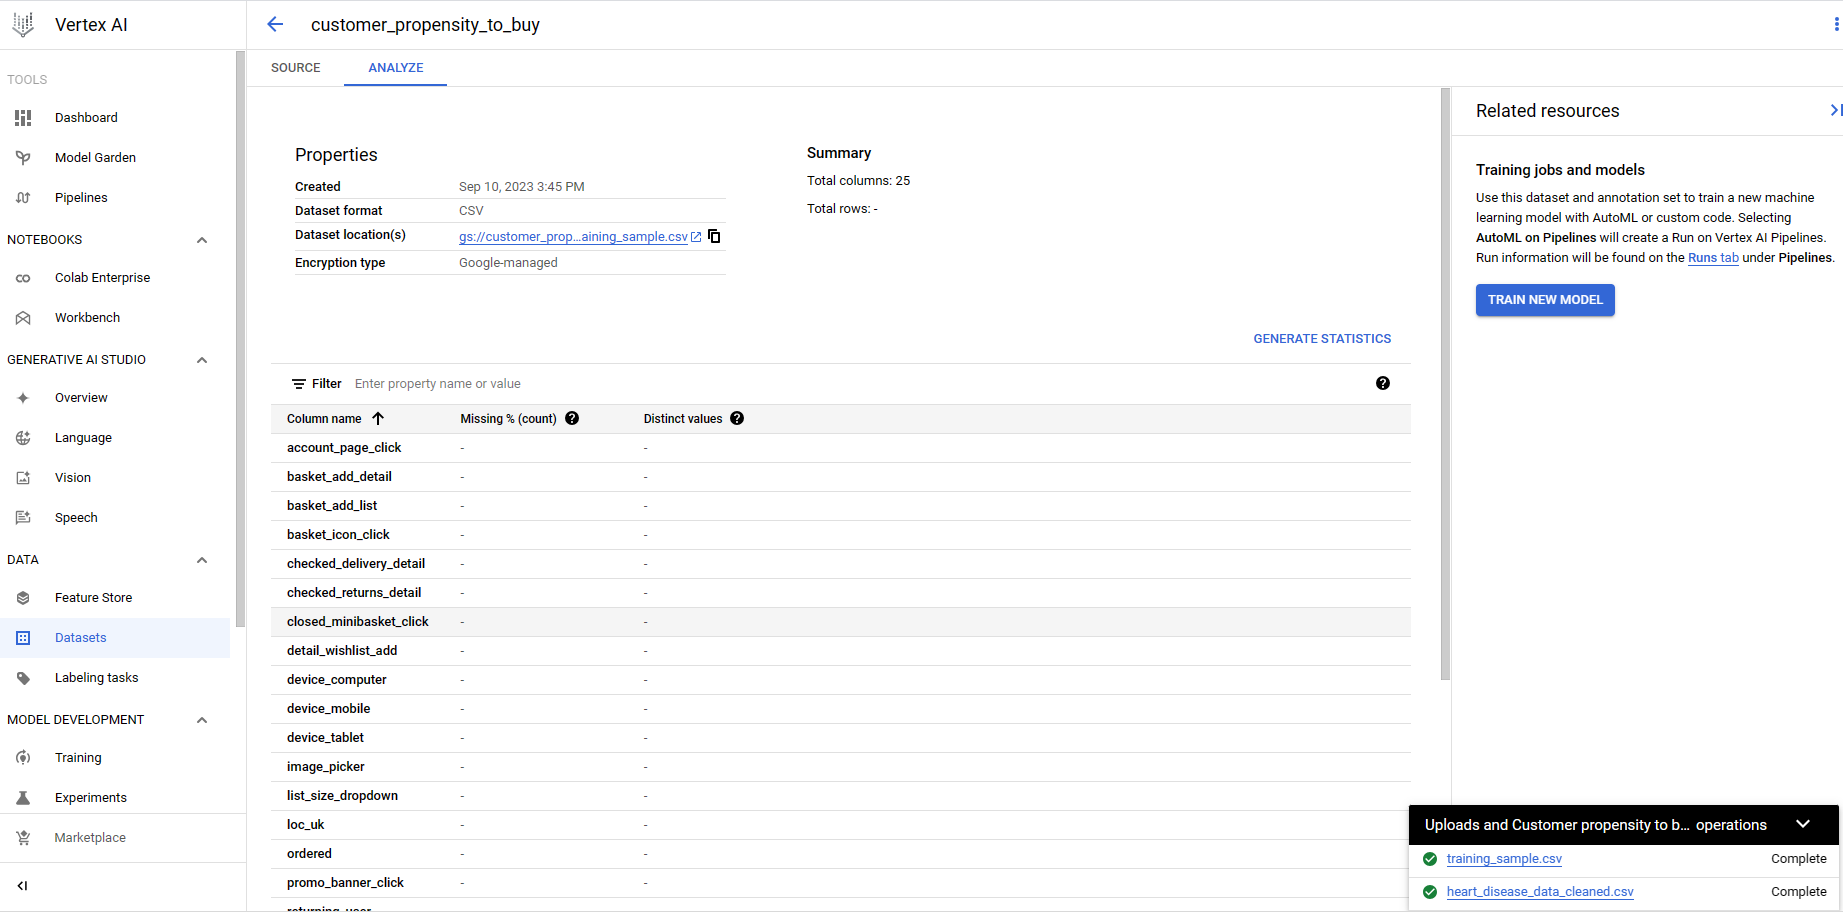 Vertex AI
customer_propensity_to_buy
SOURCE
ANALYZE
TOOLS
Dashboard
Model Garden
Pipelines
NOTEBOOKS
Colab Enterprise
Workbench
GENERATIVE AI STUDIO
Overview
Language
Vision
Speech
DATA
Feature Store
Datasets
Labeling tasks
MODEL DEVELOPMENT
Training
Experiments
Marketplace
Properties
Created Sep 10, 2023 3:45 PM
Dataset format CSV
Dataset location(s) gs://customer_prop...aining_sample.csv
Encryption type Google-managed
Summary
Total columns: 25
Total rows: -
GENERATE STATISTICS
Filter Enter property name or value
Column name Missing % (count) Distinct values
account_page_click - -
basket_add_detail - -
basket_add_list - -
basket_icon_click - -
checked_delivery_detail - -
checked_returns_detail - -
closed_minibasket_click - -
detail_wishlist_add - -
device_computer - -
device_mobile - -
device_tablet - -
image_picker - -
list_size_dropdown - -
loc_uk - -
ordered - -
promo_banner_click - -
returning_user
Related resources
Training jobs and models
Use this dataset and annotation set to train a new machine
learning model with AutoML or custom code. Selecting
AutoML on Pipelines will create a Run on Vertex AI Pipelines.
Run information will be found on the Runs tab under Pipelines.
TRAIN NEW MODEL
Uploads and Customer propensity to b... operations
training_sample.csv Complete
heart_disease_data_cleaned.csv Complete